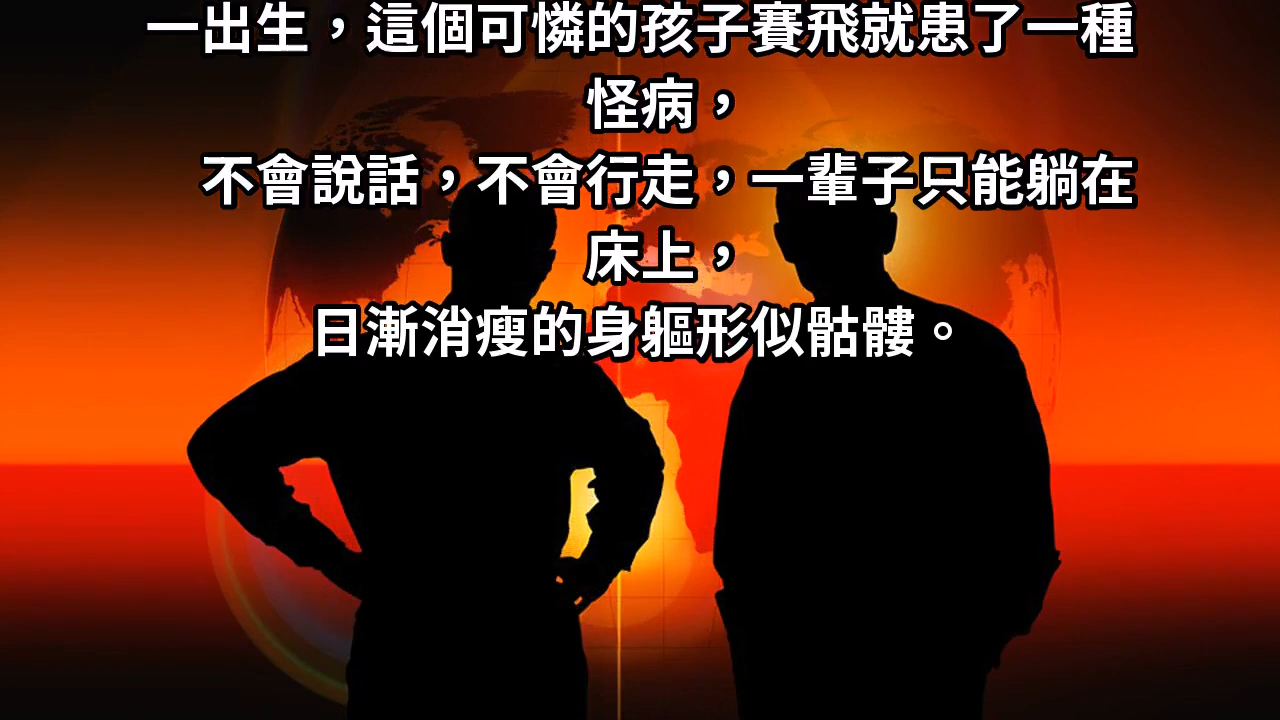 一出生，這個可憐的孩子賽飛就患了一種
怪病，
不會說話，不會行走，一輩子只能躺在
床上，
日漸消瘦的身軀形似骷髏。